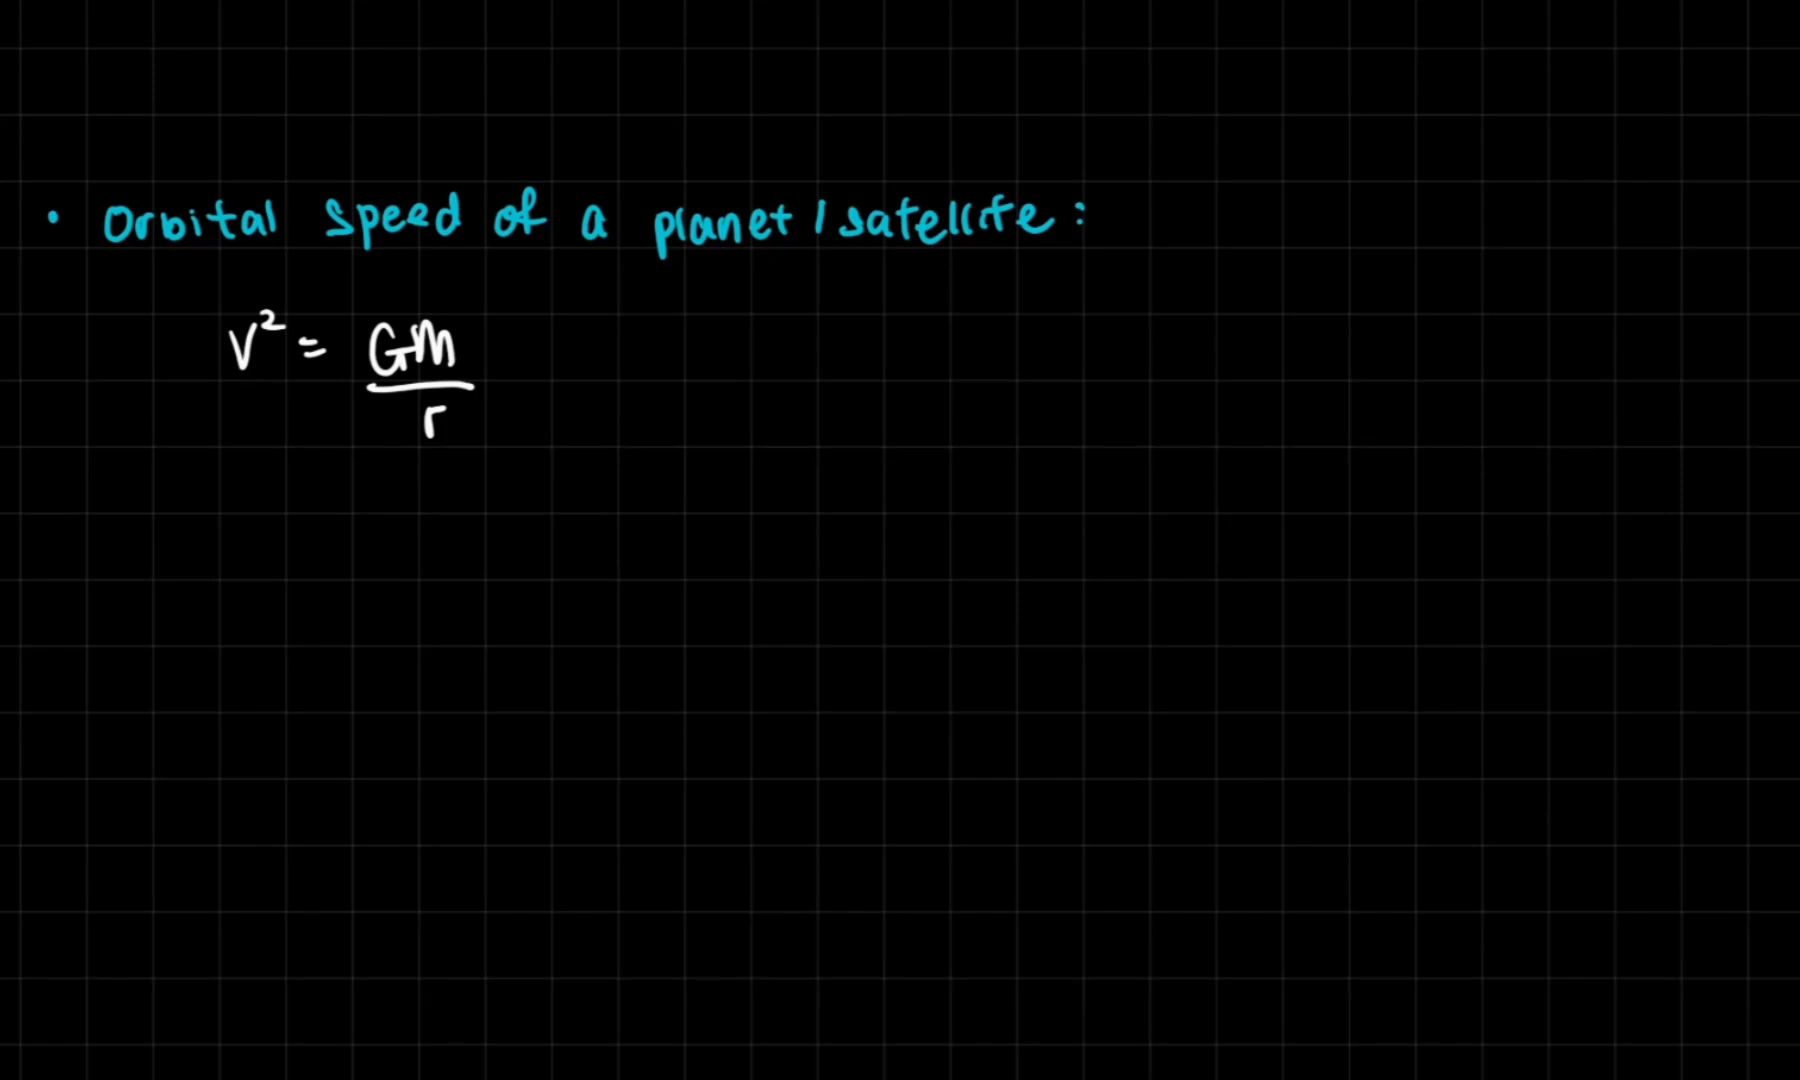 • Orbital speed of a planet / satellite:
v² = GM
r